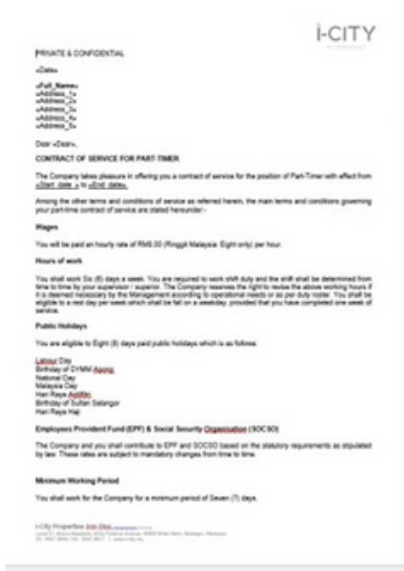 i-CITY
PRIVATE & CONFIDENTIAL
«Date»
«Full_Name»
«Address_1»
«Address_2»
«Address_3»
«Address_4»
«Address_5»
Dear «Dear»,
CONTRACT OF SERVICE FOR PART-TIMER
The Company takes pleasure in offering you a contract of service for the position of Part-Timer with effect from
«Start_date_» to «End_date».
Among the other terms and conditions of service as referred herein, the main terms and conditions governing
your part-time contract of service are stated hereunder:-
Wages
You will be paid an hourly rate of RM8.00 (Ringgit Malaysia: Eight only) per hour.
Hours of work
You shall work Six (6) days a week. You are required to work shift duty and the shift shall be determined from
time to time by your supervisor / superior. The Company reserves the right to revise the above working hours if
it is deemed necessary by the Management according to operational needs or as per duty roster. You shall be
eligible to a rest day per week which shall be fall on a weekday, provided that you have completed one week of
service.
Public Holidays
You are eligible to Eight (8) days paid public holidays which is as follows:
Labour Day
Birthday of DYMM Agong
National Day
Malaysia Day
Hari Raya Aidilfitri
Birthday of Sultan Selangor
Hari Raya Haji
Employees Provident Fund (EPF) & Social Security Organisation (SOCSO)
The Company and you shall contribute to EPF and SOCSO based on the statutory requirements as stipulated
by law. These rates are subject to mandatory changes from time to time.
Minimum Working Period
You shall work for the Company for a minimum period of Seven (7) days.
i-City Properties Sdn Bhd